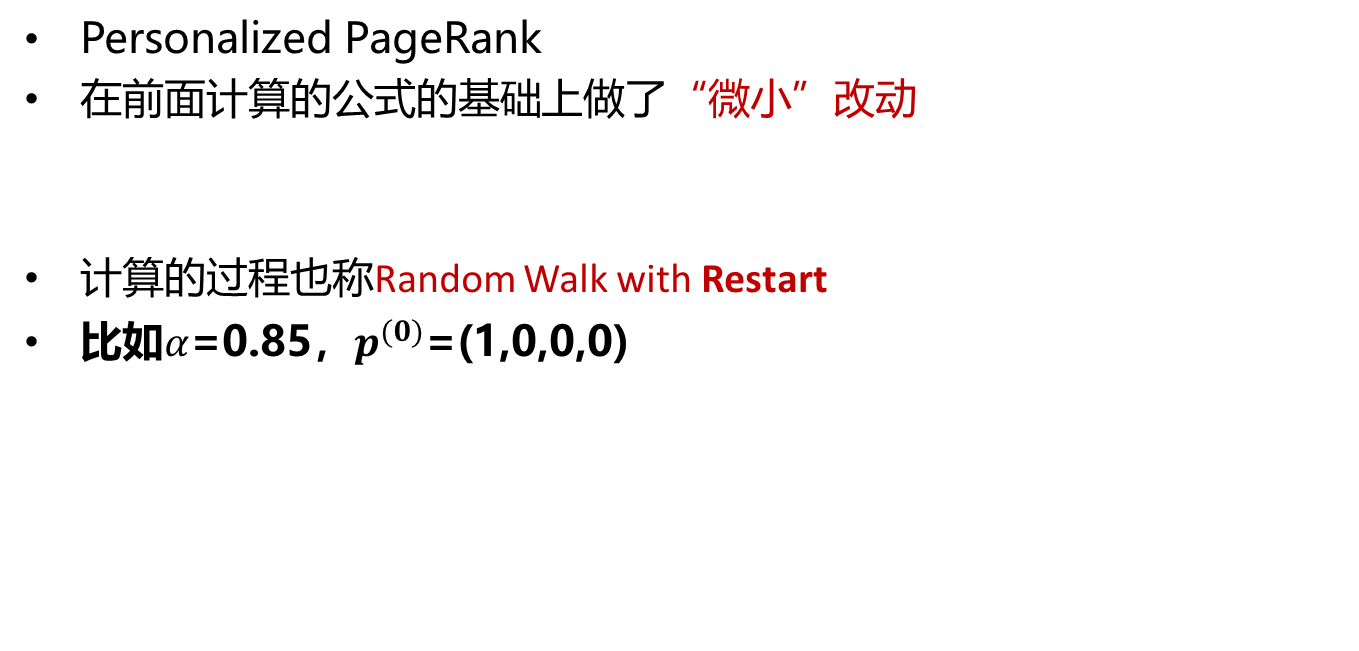 • Personalized PageRank
• 在前面计算的公式的基础上做了“微小”改动
• 计算的过程也称Random Walk with Restart
• 比如𝛼=0.85，𝒑⁽⁰⁾=(1,0,0,0)